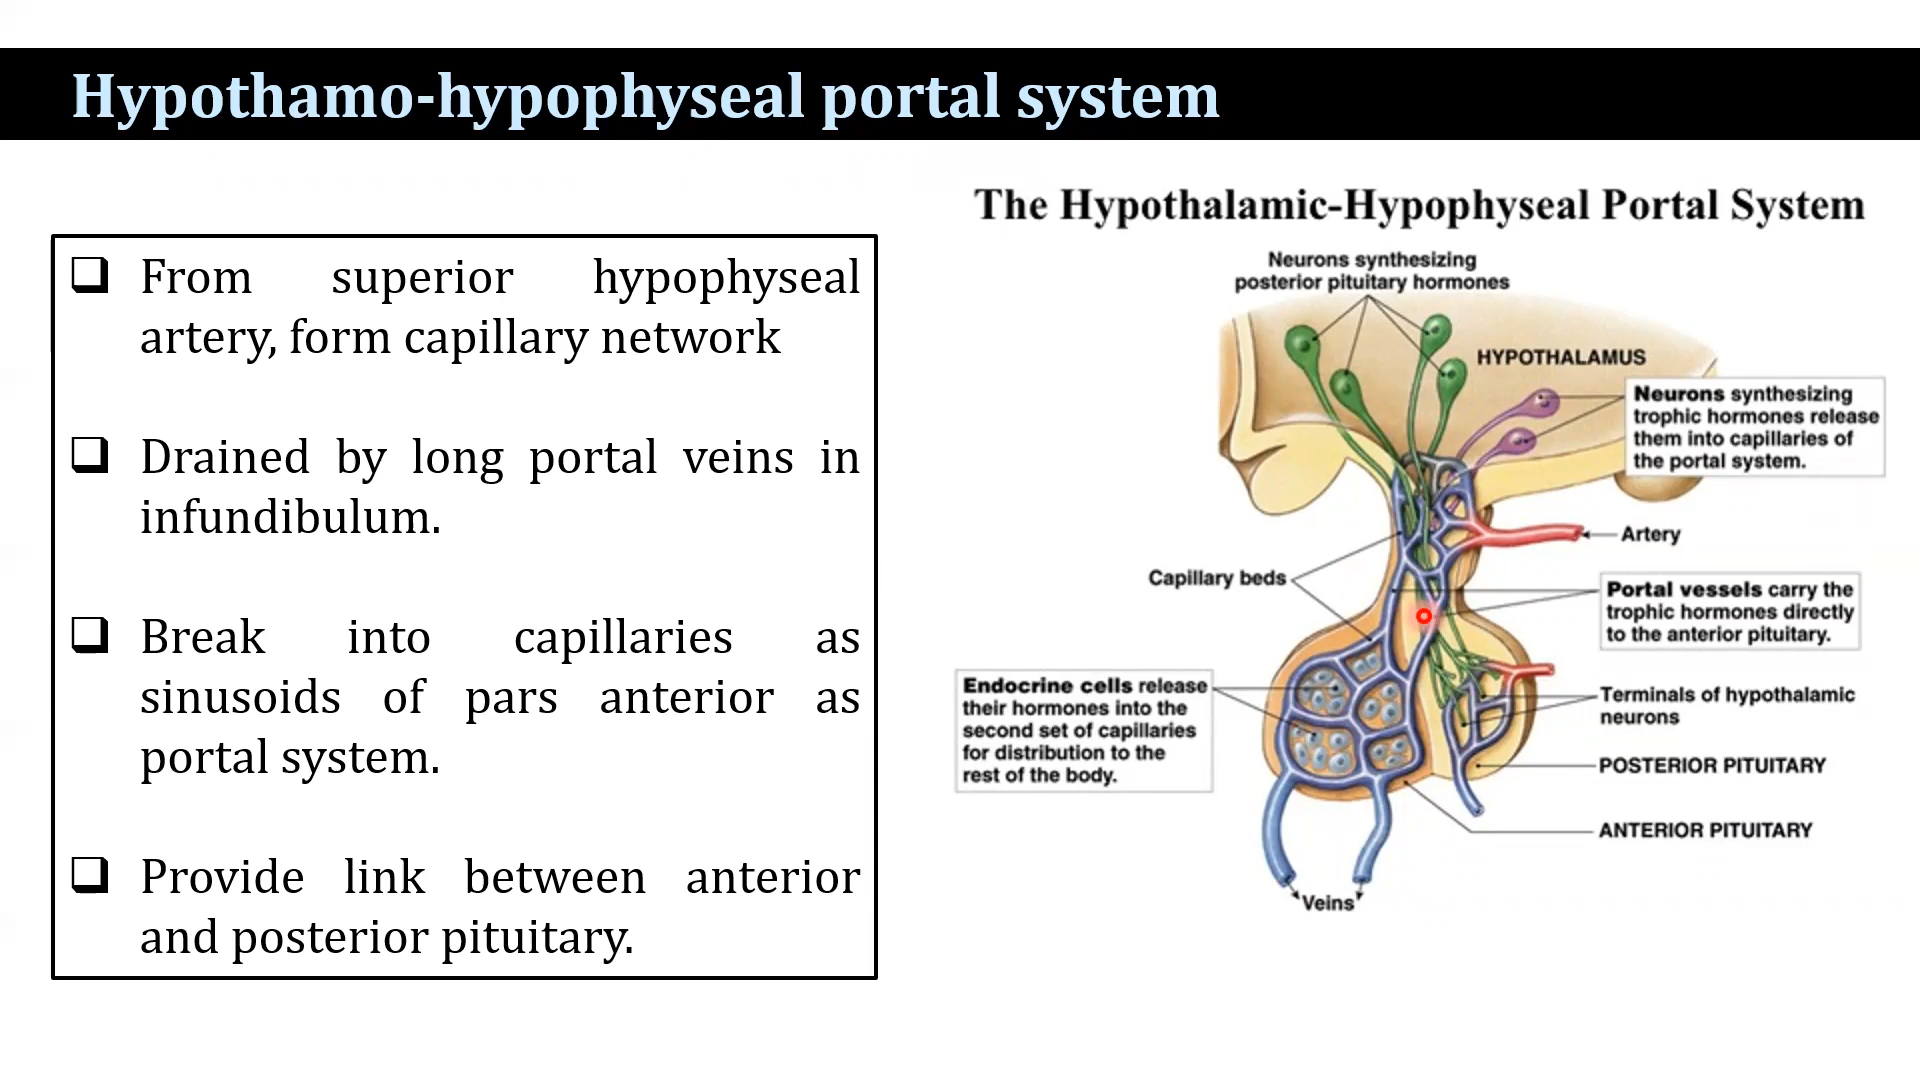 Hypothamo-hypophyseal portal system
From superior hypophyseal
artery, form capillary network
Drained by long portal veins in
infundibulum.
Break into capillaries as
sinusoids of pars anterior as
portal system.
Provide link between anterior
and posterior pituitary.
The Hypothalamic-Hypophyseal Portal System
Neurons synthesizing
posterior pituitary hormones
HYPOTHALAMUS
Neurons synthesizing
trophic hormones release
them into capillaries of
the portal system.
Artery
Capillary beds
Portal vessels carry the
trophic hormones directly
to the anterior pituitary.
Endocrine cells release
their hormones into the
second set of capillaries
for distribution to the
rest of the body.
Terminals of hypothalamic
neurons
POSTERIOR PITUITARY
ANTERIOR PITUITARY
Veins